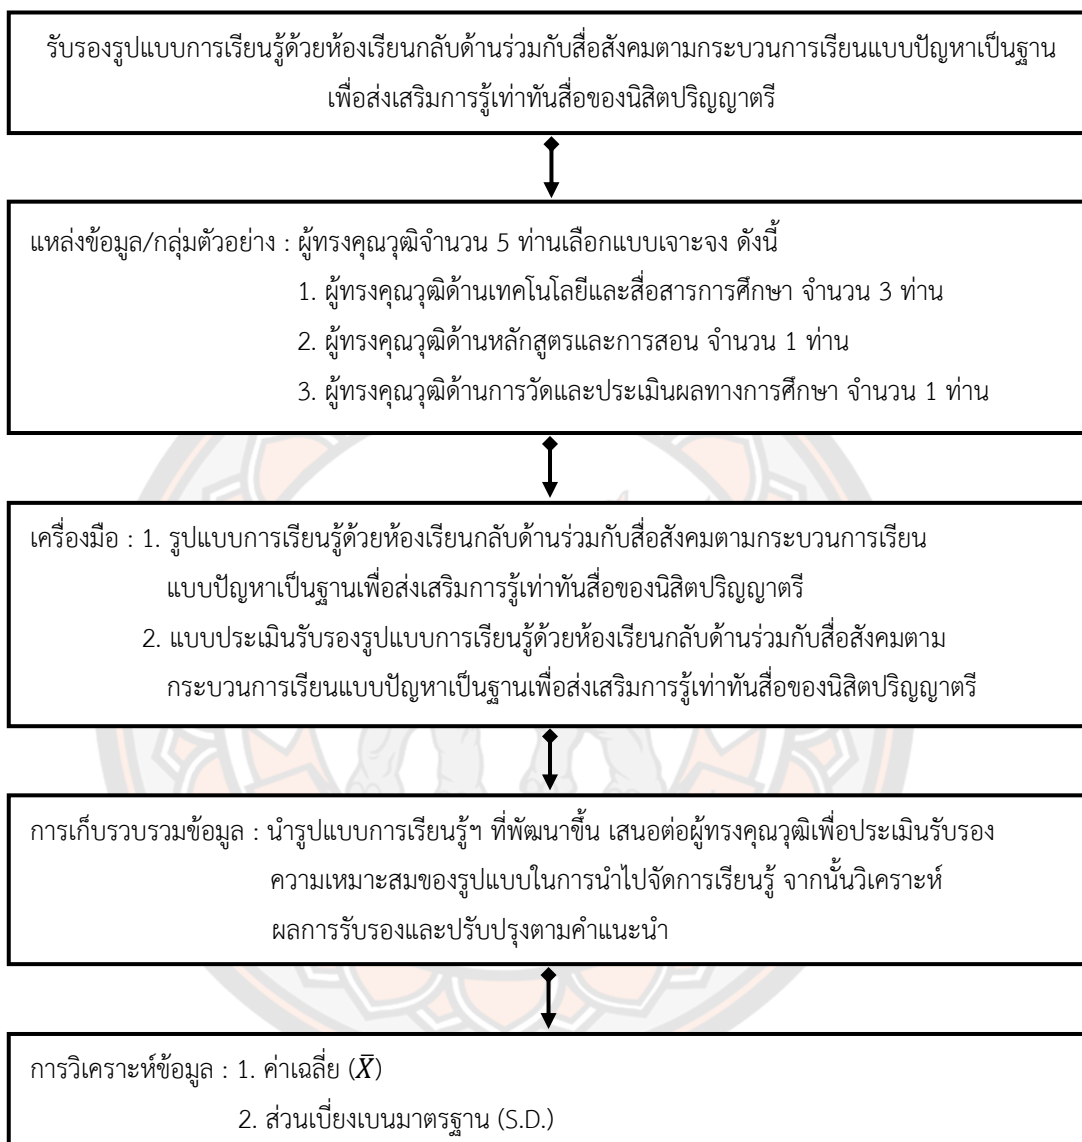 รับรองรูปแบบการเรียนรู้ด้วยห้องเรียนกลับด้านร่วมกับสื่อสังคมตามกระบวนการเรียนแบบปัญหาเป็นฐาน
เพื่อส่งเสริมการรู้เท่าทันสื่อของนิสิตปริญญาตรี
แหล่งข้อมูล/กลุ่มตัวอย่าง : ผู้ทรงคุณวุฒิจำนวน 5 ท่านเลือกแบบเจาะจง ดังนี้
1. ผู้ทรงคุณวุฒิด้านเทคโนโลยีและสื่อสารการศึกษา จำนวน 3 ท่าน
2. ผู้ทรงคุณวุฒิด้านหลักสูตรและการสอน จำนวน 1 ท่าน
3. ผู้ทรงคุณวุฒิด้านการวัดและประเมินผลทางการศึกษา จำนวน 1 ท่าน
เครื่องมือ : 1. รูปแบบการเรียนรู้ด้วยห้องเรียนกลับด้านร่วมกับสื่อสังคมตามกระบวนการเรียน
แบบปัญหาเป็นฐานเพื่อส่งเสริมการรู้เท่าทันสื่อของนิสิตปริญญาตรี
2. แบบประเมินรับรองรูปแบบการเรียนรู้ด้วยห้องเรียนกลับด้านร่วมกับสื่อสังคมตาม
กระบวนการเรียนแบบปัญหาเป็นฐานเพื่อส่งเสริมการรู้เท่าทันสื่อของนิสิตปริญญาตรี
การเก็บรวบรวมข้อมูล : นำรูปแบบการเรียนรู้ฯ ที่พัฒนาขึ้น เสนอต่อผู้ทรงคุณวุฒิเพื่อประเมินรับรอง
ความเหมาะสมของรูปแบบในการนำไปจัดการเรียนรู้ จากนั้นวิเคราะห์
ผลการรับรองและปรับปรุงตามคำแนะนำ
การวิเคราะห์ข้อมูล : 1. ค่าเฉลี่ย (X̄)
2. ส่วนเบี่ยงเบนมาตรฐาน (S.D.)